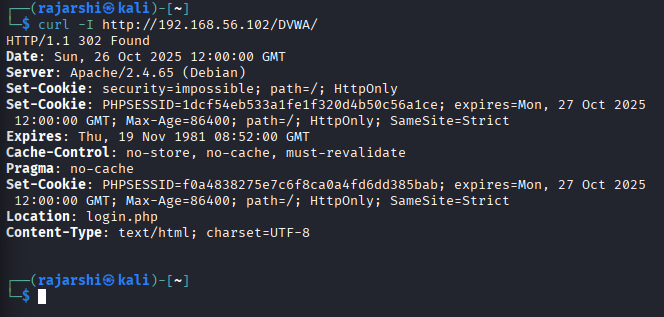 ┌──(rajarshi㉿kali)-[~]
└─$ curl -I http://192.168.56.102/DVWA/
HTTP/1.1 302 Found
Date: Sun, 26 Oct 2025 12:00:00 GMT
Server: Apache/2.4.65 (Debian)
Set-Cookie: security=impossible; path=/; HttpOnly
Set-Cookie: PHPSESSID=1dcf54eb533a1fe1f320d4b50c56a1ce; expires=Mon, 27 Oct 2025
12:00:00 GMT; Max-Age=86400; path=/; HttpOnly; SameSite=Strict
Expires: Thu, 19 Nov 1981 08:52:00 GMT
Cache-Control: no-store, no-cache, must-revalidate
Pragma: no-cache
Set-Cookie: PHPSESSID=f0a4838275e7c6f8ca0a4fd6dd385bab; expires=Mon, 27 Oct 2025
12:00:00 GMT; Max-Age=86400; path=/; HttpOnly; SameSite=Strict
Location: login.php
Content-Type: text/html; charset=UTF-8
┌──(rajarshi㉿kali)-[~]
└─$